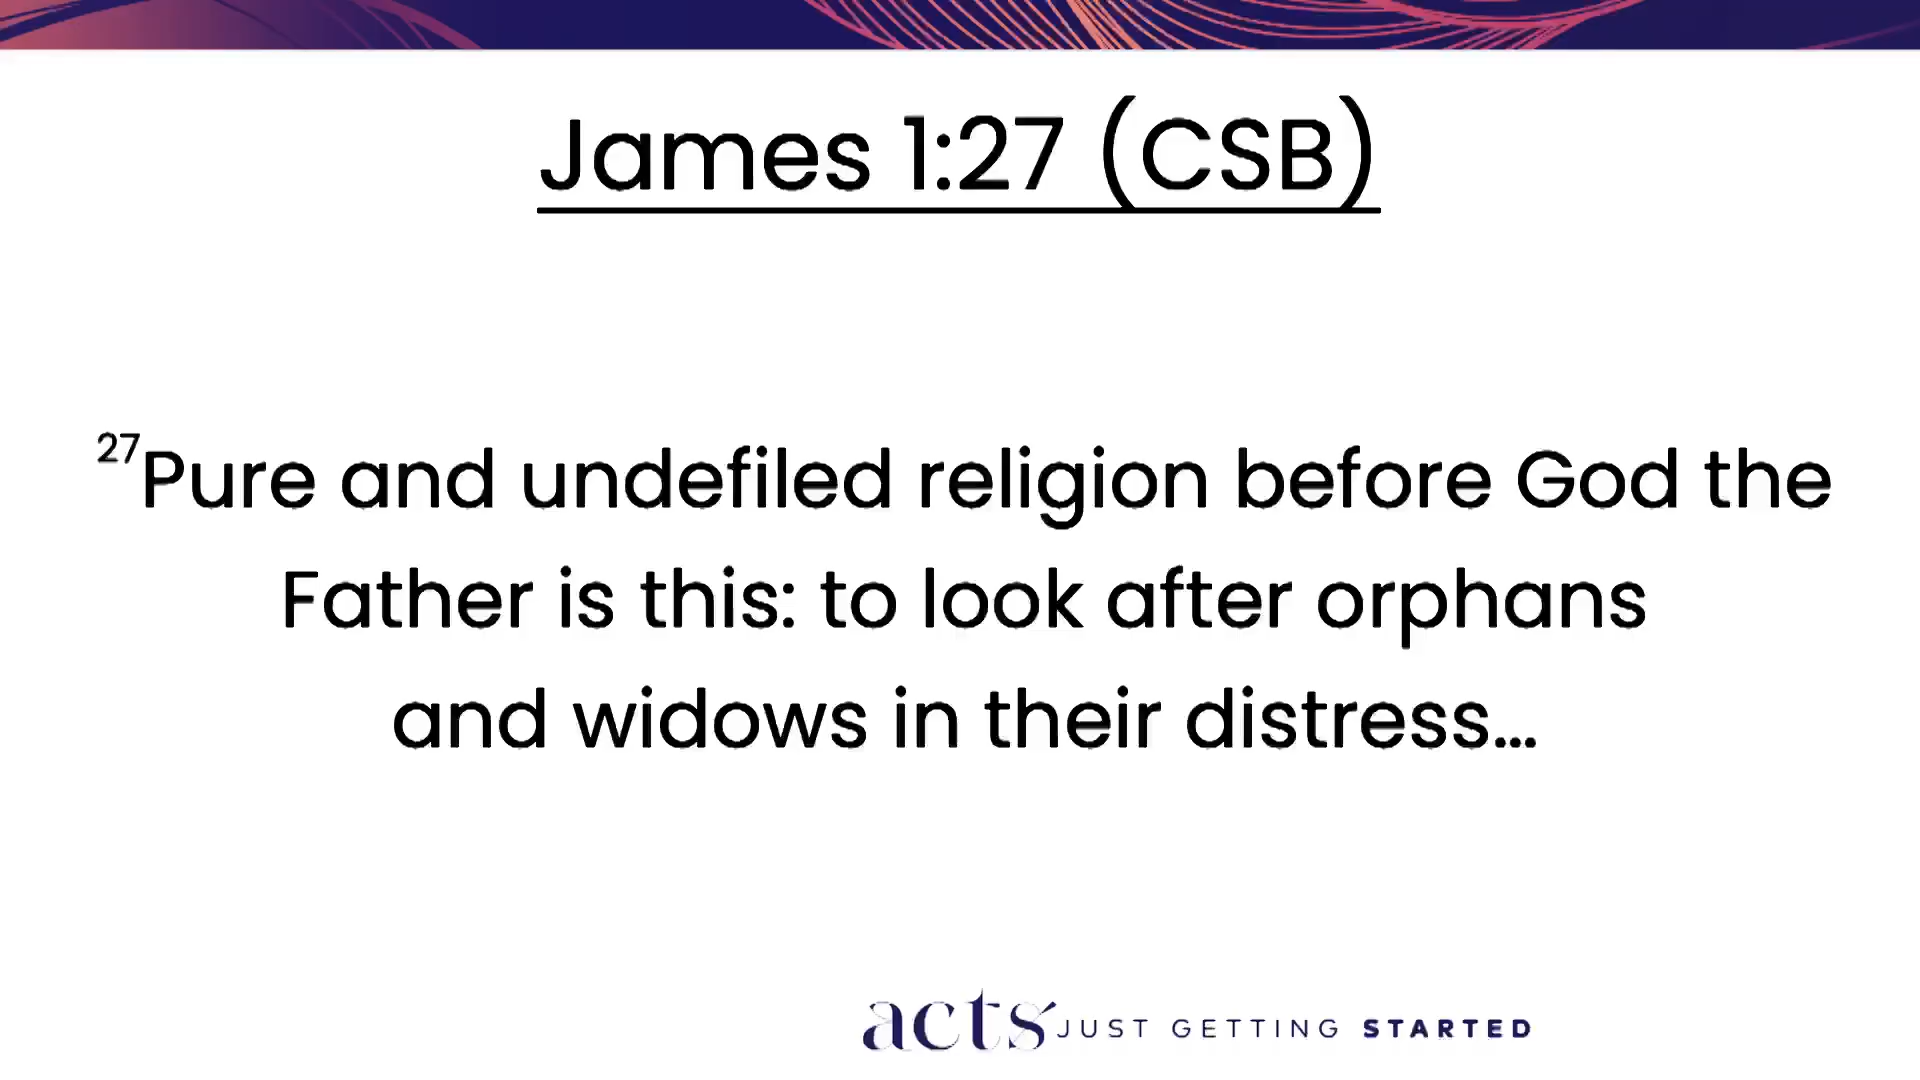 James 1:27 (CSB)
27Pure and undefiled religion before God the
Father is this: to look after orphans
and widows in their distress...
acts JUST GETTING STARTED